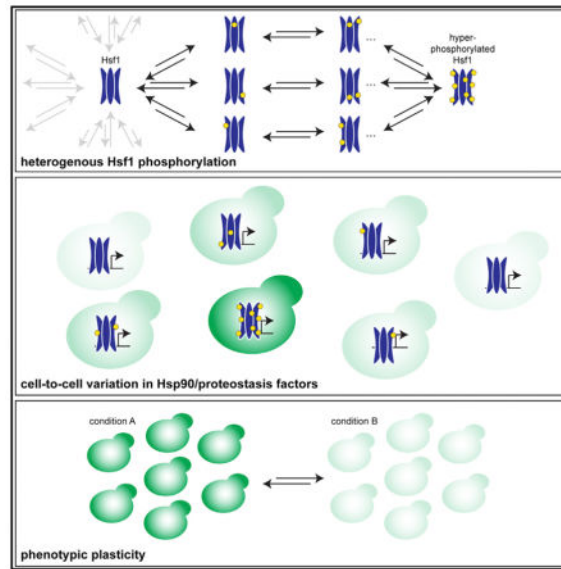 Hsf1
hyper-
phosphorylated
Hsf1
...
...
...
heterogenous Hsf1 phosphorylation
cell-to-cell variation in Hsp90/proteostasis factors
condition A
condition B
phenotypic plasticity